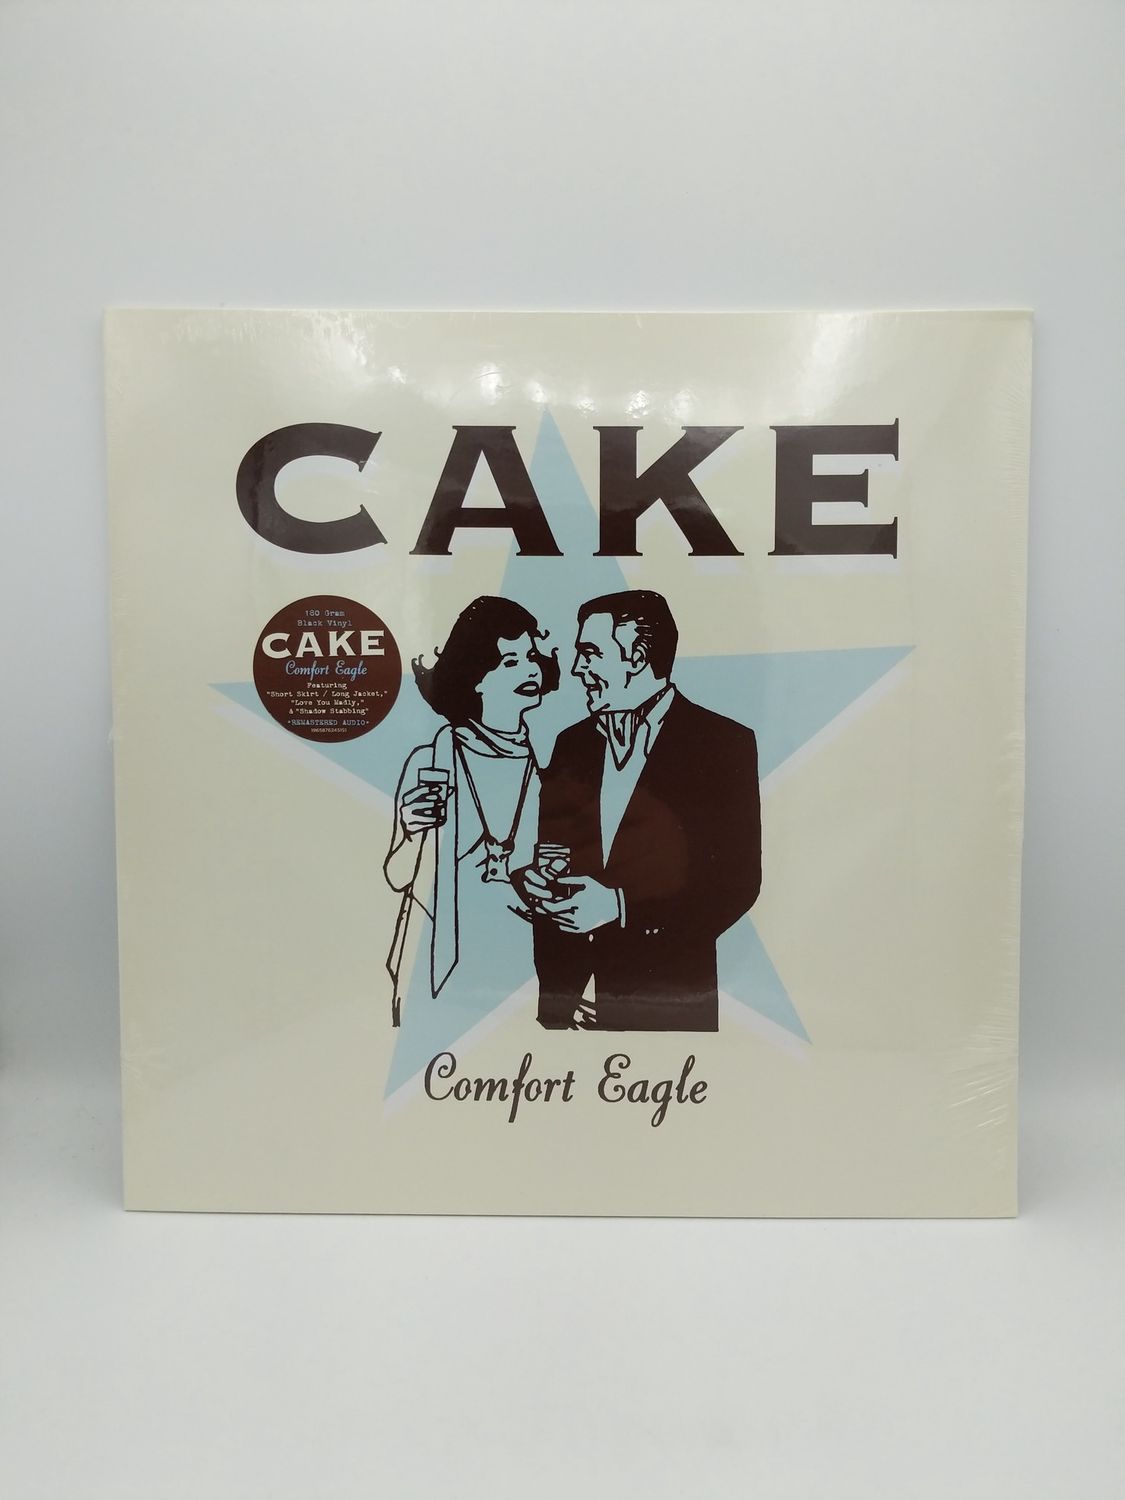 CAKE
180 Gram
Black Vinyl
CAKE
Comfort Eagle
Featuring
"Short Skirt / Long Jacket,"
"Love You Madly,"
& "Shadow Stabbing"
•REMASTERED AUDIO•
19658762451S1
Comfort Eagle